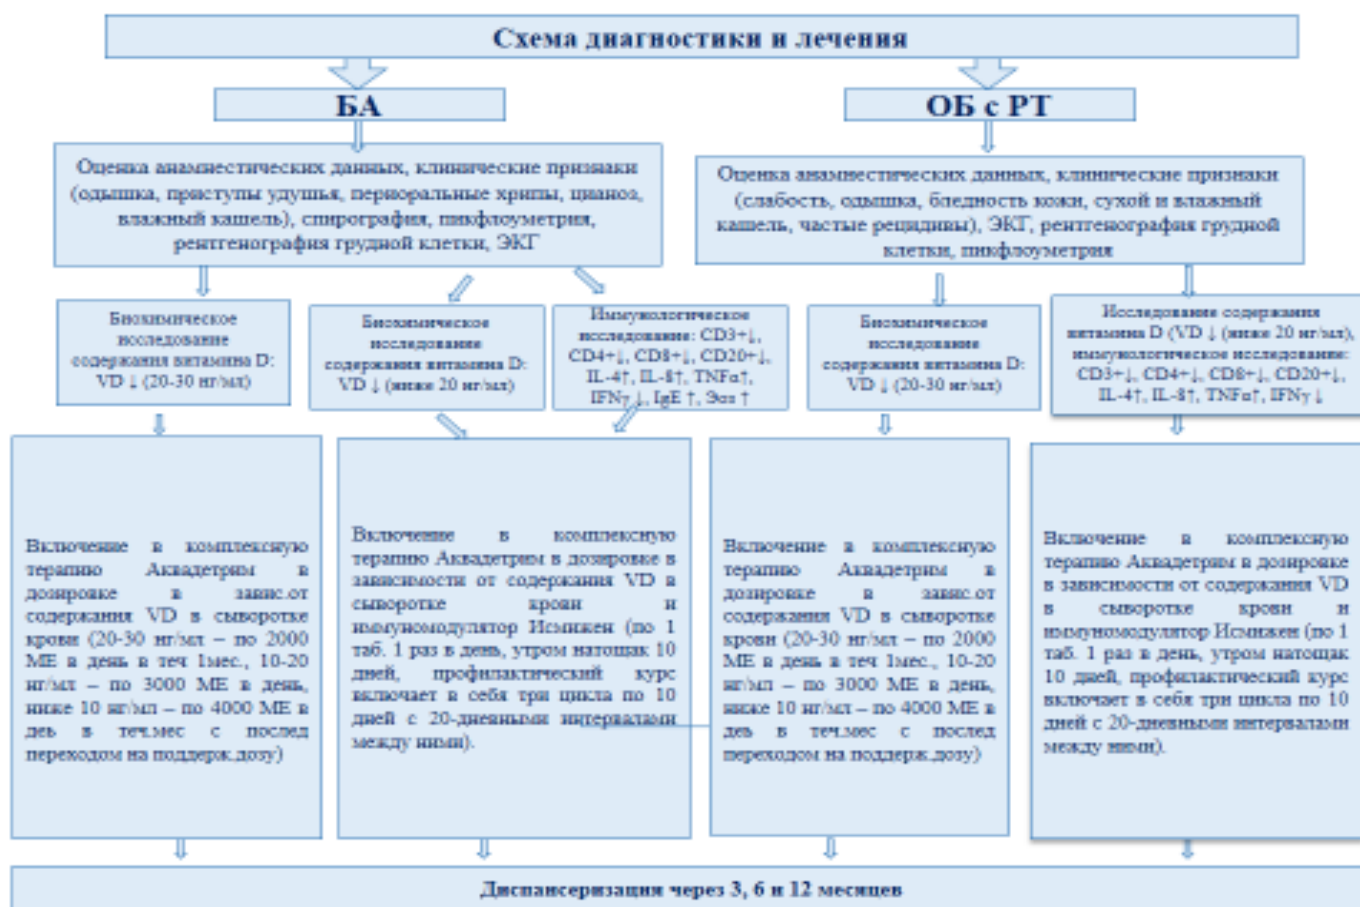 Схема диагностики и лечения
БА
ОБ с РТ
Оценка анамнестических данных, клинические признаки
(одышка, приступы удушья, периоральные хрипы, цианоз,
влажный кашель), спирография, пикфлоуметрия,
рентгенография грудной клетки, ЭКГ
Оценка анамнестических данных, клинические признаки
(слабость, одышка, бледность кожи, сухой и влажный
кашель, частые рецидивы), ЭКГ, рентгенография грудной
клетки, пикфлоуметрия
Биохимическое
исследование
содержания витамина D:
VD ↓ (20-30 нг/мл)
Биохимическое
исследование
содержания витамина D:
VD ↓ (ниже 20 нг/мл)
Иммунологическое
исследование: CD3+↓,
CD4+↓, CD8+↓, CD20+↓,
IL-4↑, IL-8↑, TNFα↑,
IFNγ ↓, IgE ↑, Эоз ↑
Биохимическое
исследование
содержания витамина D:
VD ↓ (20-30 нг/мл)
Исследование содержания
витамина D (VD ↓ (ниже 20 нг/мл),
иммунологическое исследование:
CD3+↓, CD4+↓, CD8+↓, CD20+↓,
IL-4↑, IL-8↑, TNFα↑, IFNγ ↓
Включение в комплексную
терапию Аквадетрим в
дозировке в завис.от
содержания VD в сыворотке
крови (20-30 нг/мл – по 2000
МЕ в день в теч 1мес., 10-20
нг/мл – по 3000 МЕ в день,
ниже 10 нг/мл – по 4000 МЕ в
деь в теч.мес с послед
переходом на поддерж.дозу)
Включение в комплексную
терапию Аквадетрим в дозировке в
зависимости от содержания VD в
сыворотке крови и
иммуномодулятор Исмижен (по 1
таб. 1 раз в день, утром натощак 10
дней, профилактический курс
включает в себя три цикла по 10
дней с 20-дневными интервалами
между ними).
Включение в комплексную
терапию Аквадетрим в
дозировке в завис.от
содержания VD в сыворотке
крови (20-30 нг/мл – по 2000
МЕ в день в теч 1мес., 10-20
нг/мл – по 3000 МЕ в день,
ниже 10 нг/мл – по 4000 МЕ в
деь в теч.мес с послед
переходом на поддерж.дозу)
Включение в комплексную
терапию Аквадетрим в дозировке
в зависимости от содержания VD
в сыворотке крови и
иммуномодулятор Исмижен (по 1
таб. 1 раз в день, утром натощак
10 дней, профилактический курс
включает в себя три цикла по 10
дней с 20-дневными интервалами
между ними).
Диспансеризация через 3, 6 и 12 месяцев